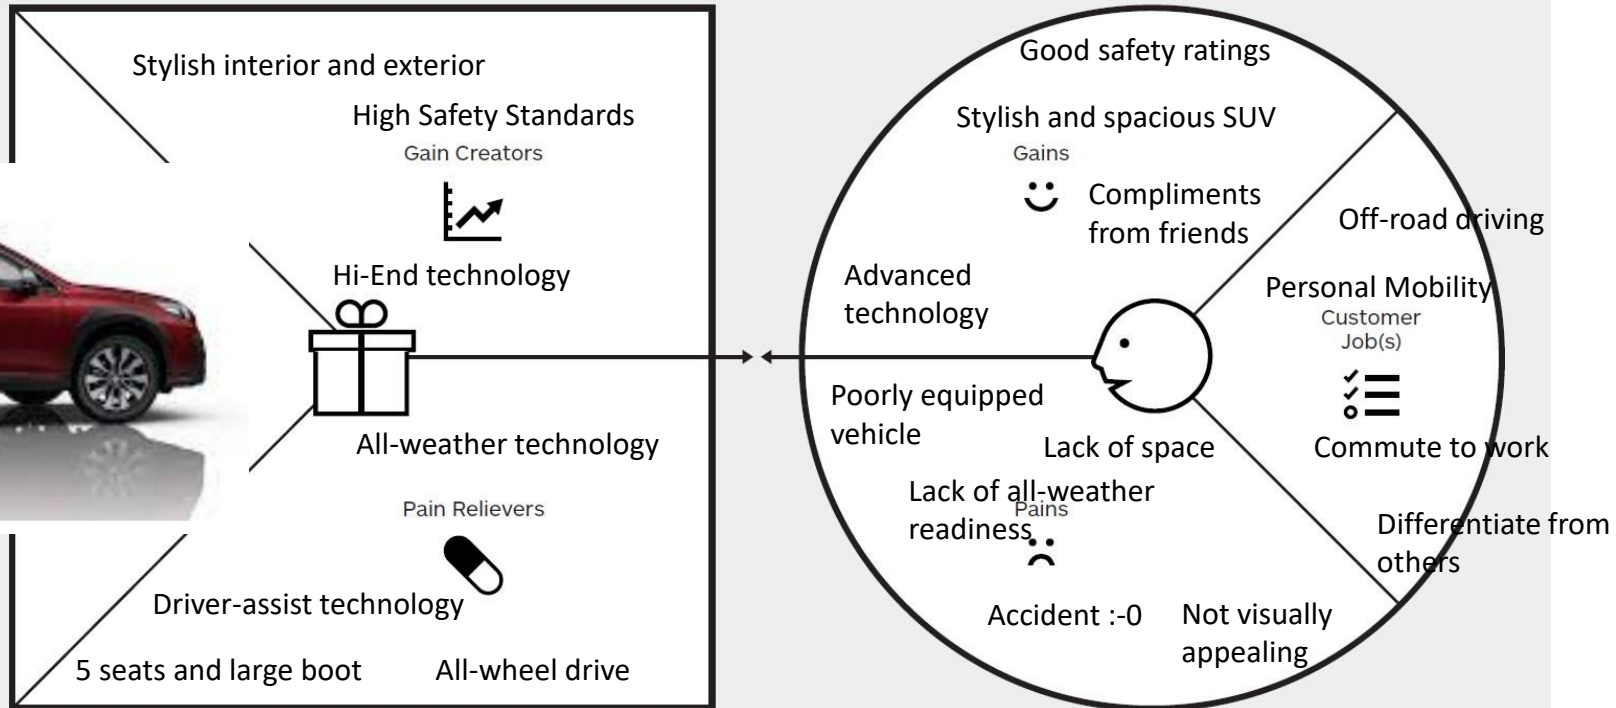 Stylish interior and exterior
High Safety Standards
Gain Creators
Hi-End technology
All-weather technology
Pain Relievers
Driver-assist technology
5 seats and large boot
All-wheel drive
Good safety ratings
Stylish and spacious SUV
Gains
Compliments
from friends
Advanced
technology
Off-road driving
Personal Mobility
Customer
Job(s)
Commute to work
Differentiate from
others
Poorly equipped
vehicle
Lack of space
Lack of all-weather
readiness
Pains
Accident :-0
Not visually
appealing